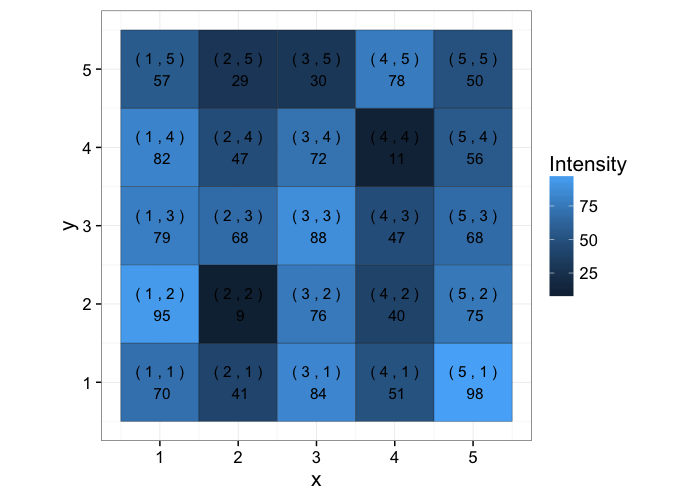 5
( 1 , 5 ) ( 2 , 5 ) ( 3 , 5 ) ( 4 , 5 ) ( 5 , 5 )
57 29 30 78 50
4
( 1 , 4 ) ( 2 , 4 ) ( 3 , 4 ) ( 4 , 4 ) ( 5 , 4 )
82 47 72 11 56
y
3
( 1 , 3 ) ( 2 , 3 ) ( 3 , 3 ) ( 4 , 3 ) ( 5 , 3 )
79 68 88 47 68
2
( 1 , 2 ) ( 2 , 2 ) ( 3 , 2 ) ( 4 , 2 ) ( 5 , 2 )
95 9 76 40 75
1
( 1 , 1 ) ( 2 , 1 ) ( 3 , 1 ) ( 4 , 1 ) ( 5 , 1 )
70 41 84 51 98
1 2 3 4 5
x
Intensity
75
50
25